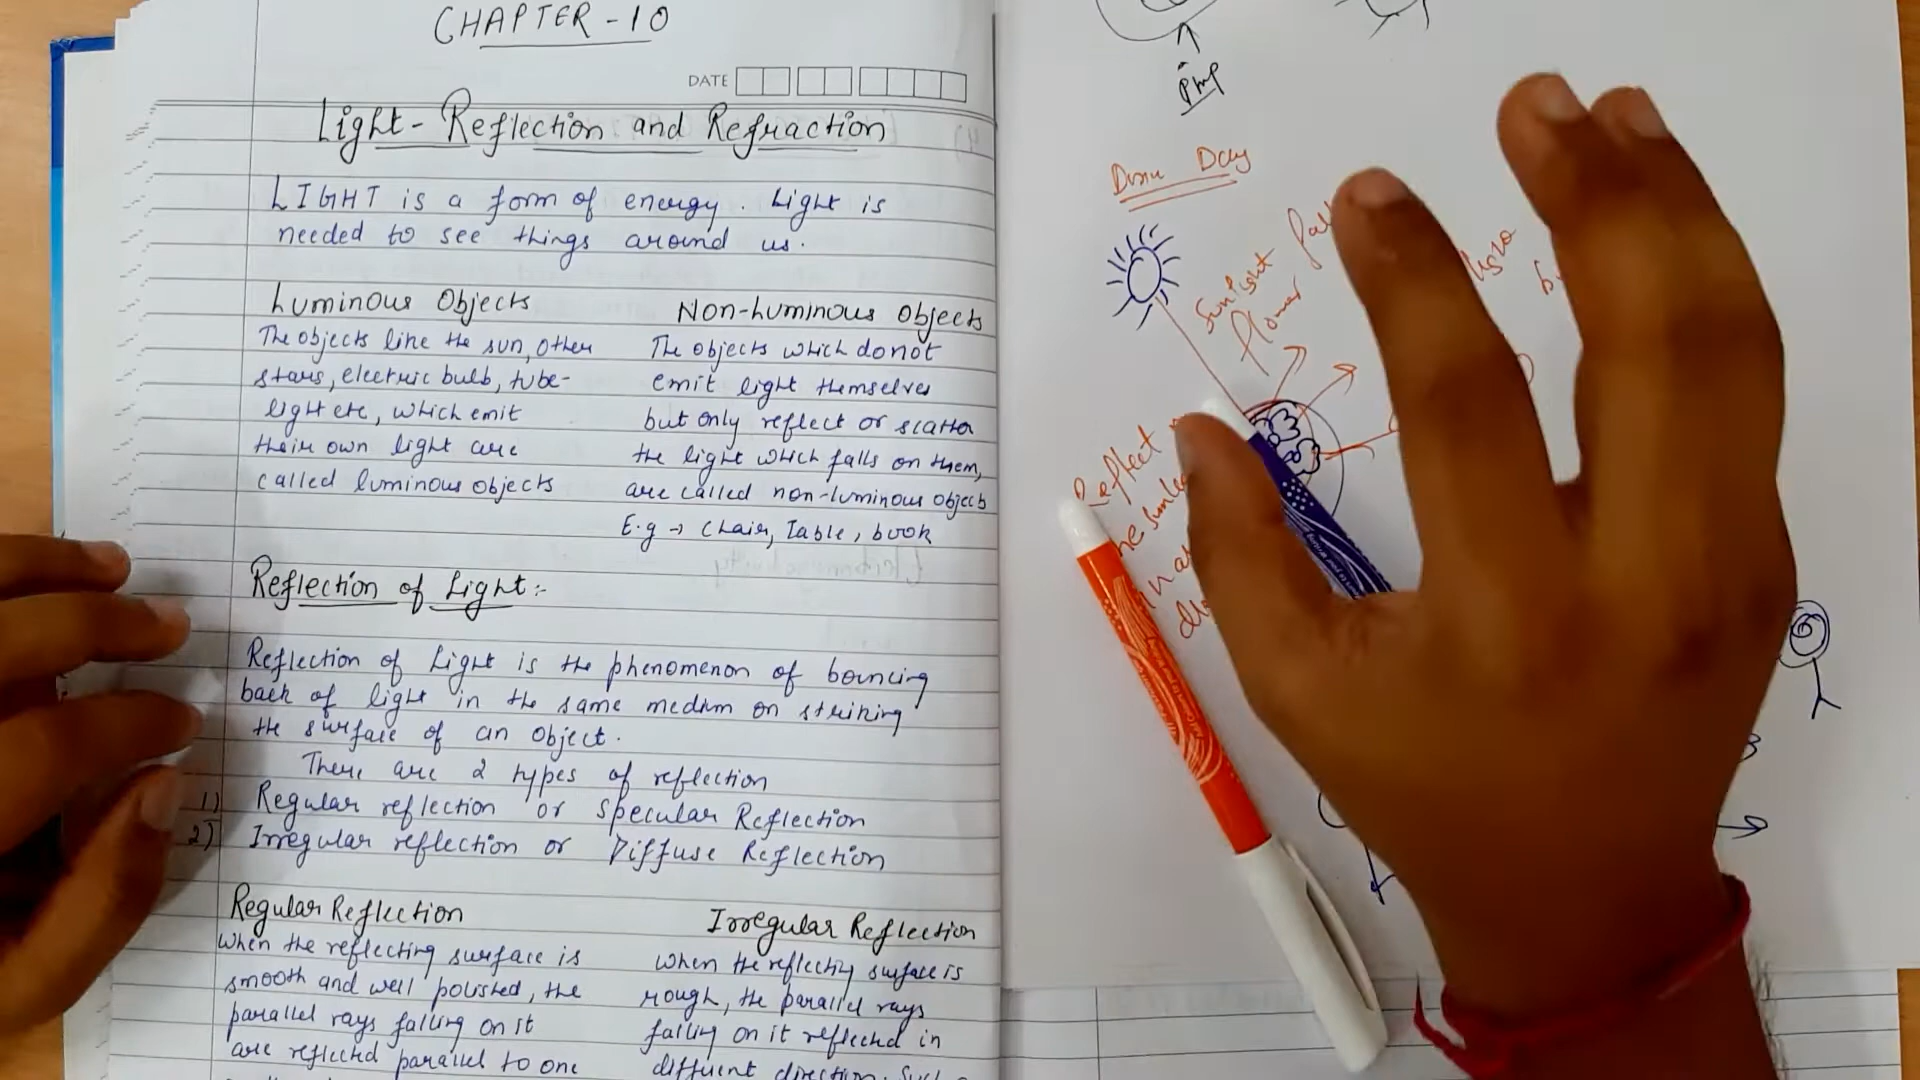 CHAPTER - 10
DATE
Light - Reflection and Refraction
LIGHT is a form of energy. Light is
needed to see things around us.
Luminous Objects
The objects like the sun, other
stars, electric bulb, tube-
light etc, which emit
their own light are
called luminous objects
Non-Luminous Objects
The objects which donot
emit light themselves
but only reflect or scatter
the light which falls on them,
are called non-luminous objects
E.g → Chair, Table, book
Reflection of Light:-
Reflection of Light is the phenomenon of bouncing
back of light in the same medium on striking
the surface of an object.
There are 2 types of reflection
1) Regular reflection or Specular Reflection
2) Irregular reflection or Diffuse Reflection
Regular Reflection
When the reflecting surface is
smooth and well polished, the
parallel rays falling on it
are reflected parallel to one
Irregular Reflection
When the reflecting surface is
rough, the parallel rays
falling on it reflected in
different direction. Such
Day
Sunlight
flower
Reflect